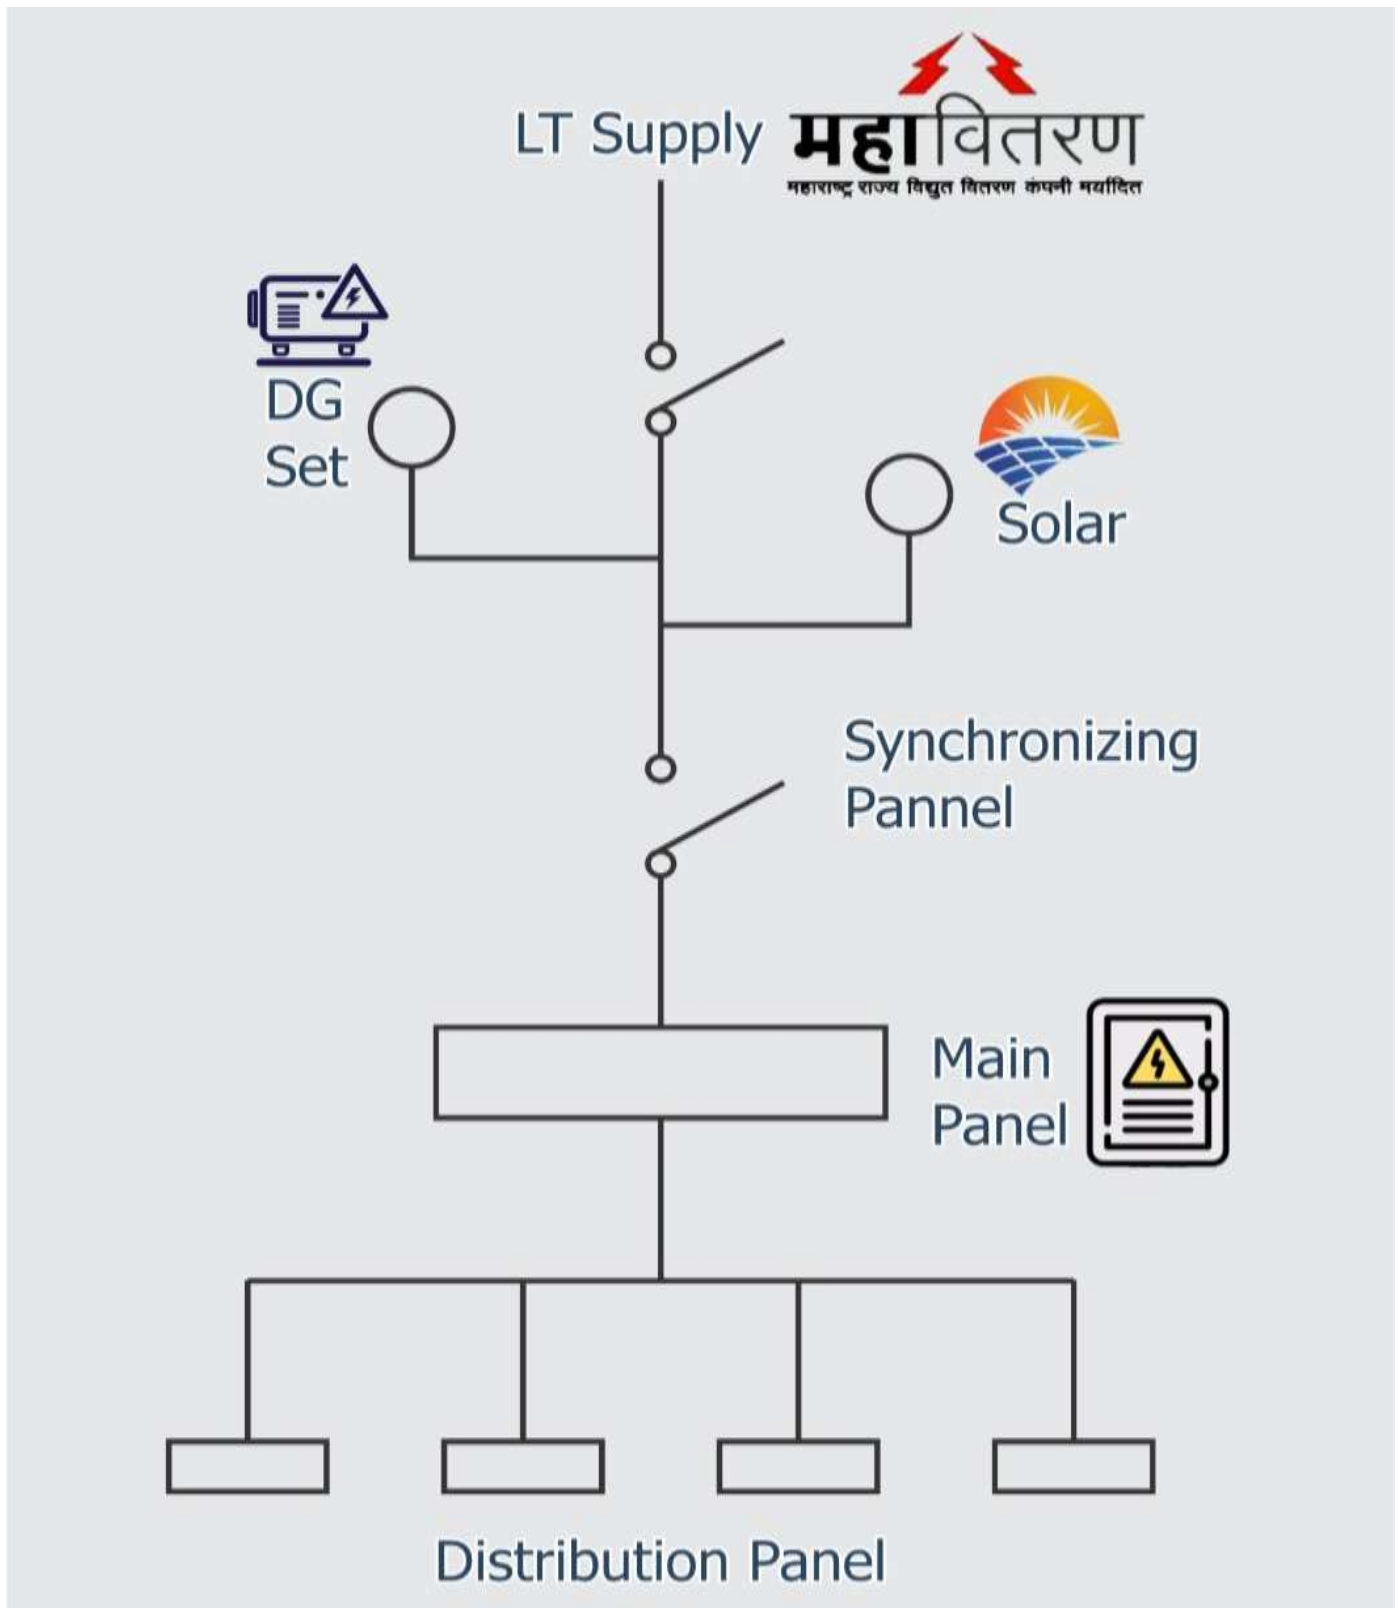 LT Supply
महावितरण
महाराष्ट्र राज्य विद्युत वितरण कंपनी मर्यादित
DG
Set
Solar
Synchronizing
Pannel
Main
Panel
Distribution Panel